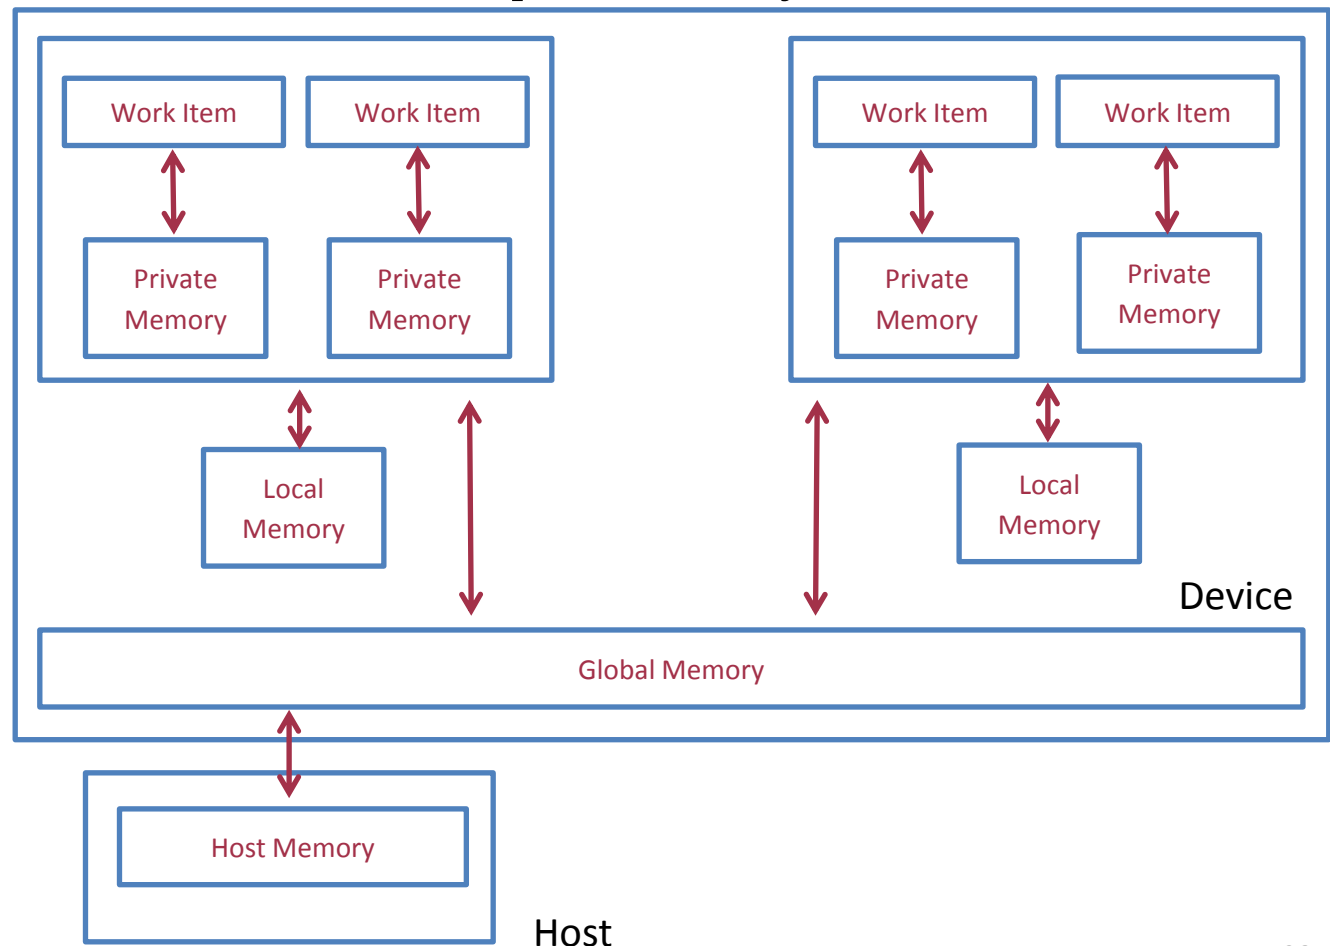 Work Item
Work Item
Work Item
Work Item
Private
Memory
Private
Memory
Private
Memory
Private
Memory
Local
Memory
Local
Memory
Device
Global Memory
Host Memory
Host